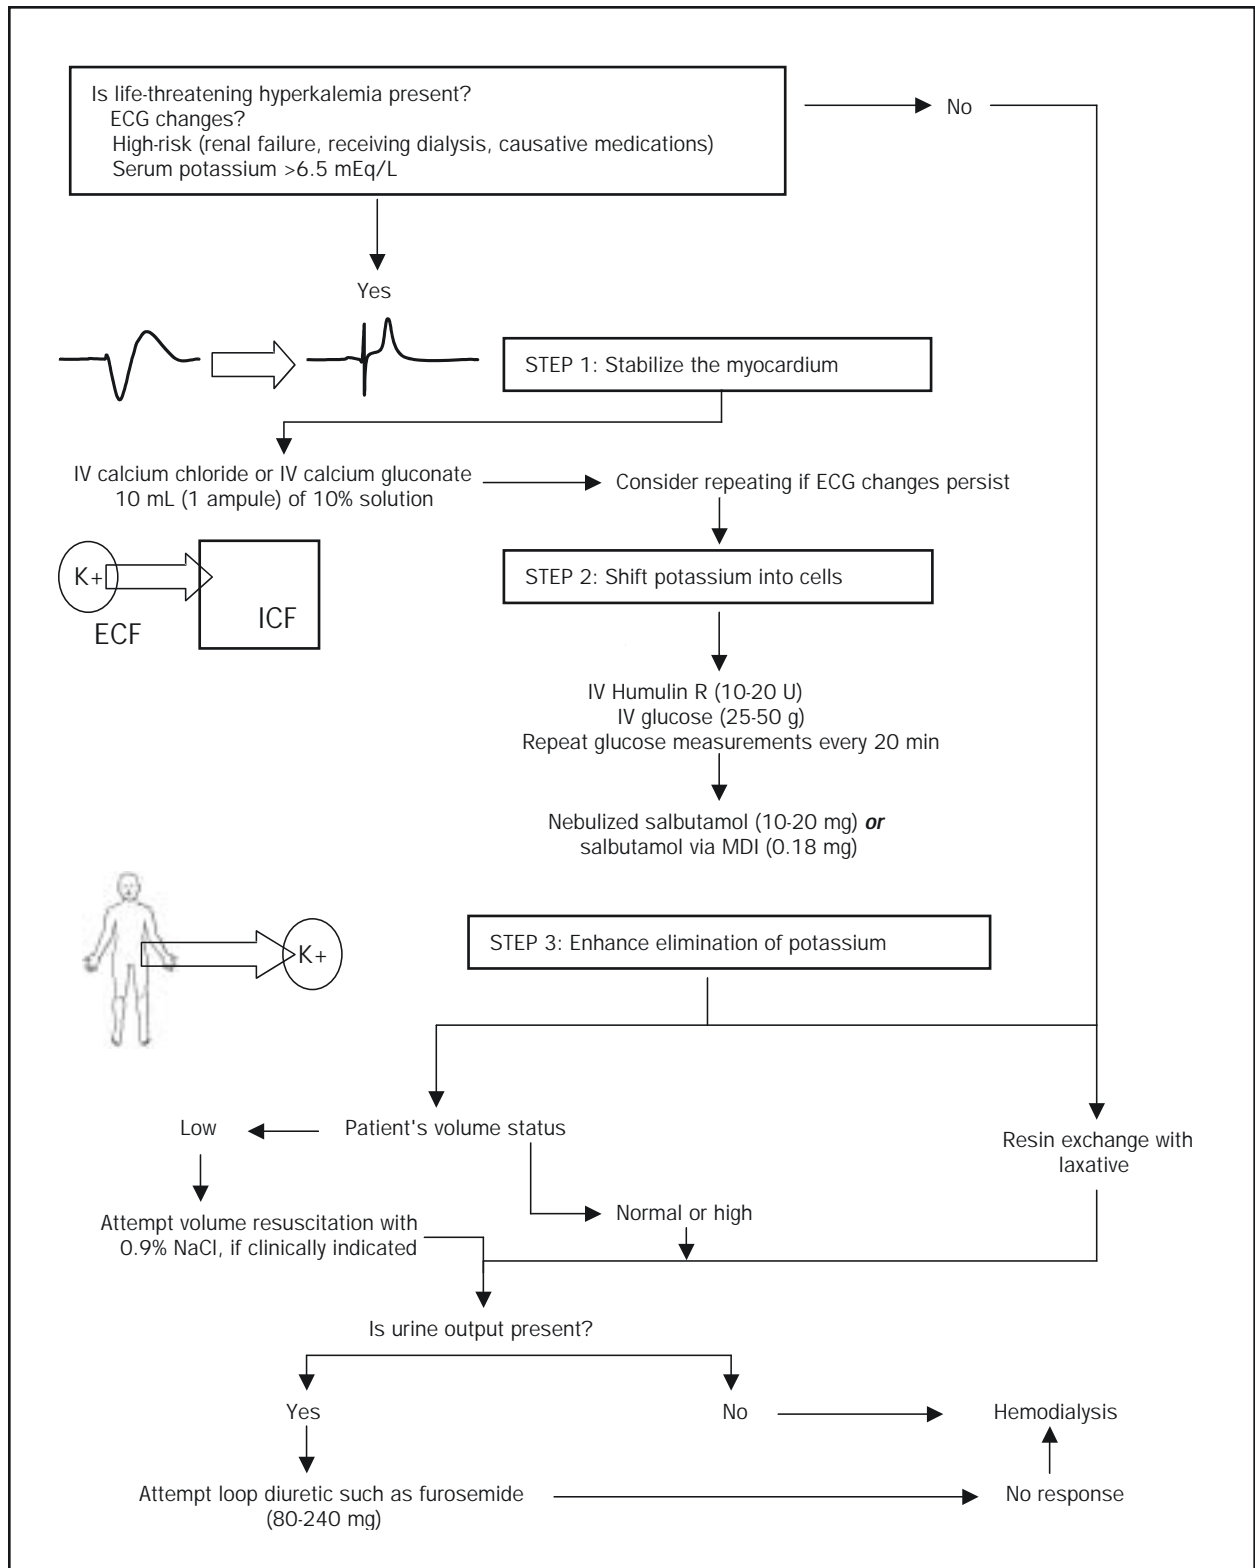 Is life-threatening hyperkalemia present?
ECG changes?
High-risk (renal failure, receiving dialysis, causative medications)
Serum potassium >6.5 mEq/L
No
Yes
STEP 1: Stabilize the myocardium
IV calcium chloride or IV calcium gluconate
10 mL (1 ampule) of 10% solution
Consider repeating if ECG changes persist
K+
ECF
ICF
STEP 2: Shift potassium into cells
IV Humulin R (10-20 U)
IV glucose (25-50 g)
Repeat glucose measurements every 20 min
Nebulized salbutamol (10-20 mg) or
salbutamol via MDI (0.18 mg)
K+
STEP 3: Enhance elimination of potassium
Low
Patient's volume status
Resin exchange with
laxative
Attempt volume resuscitation with
0.9% NaCl, if clinically indicated
Normal or high
Is urine output present?
Yes
No
Hemodialysis
Attempt loop diuretic such as furosemide
(80-240 mg)
No response